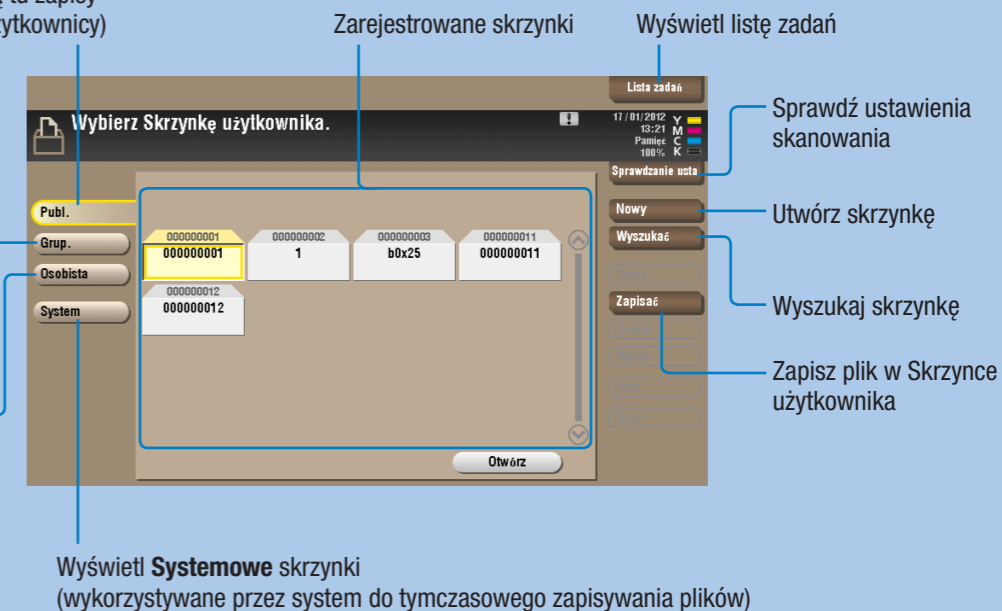 tu zapisy
Zarejestrowane skrzynki
Wyświetl listę zadań
Lista zadań
Wybierz Skrzynkę użytkownika.
17/01/2012
13:21
Pamięć
100%
Y
M
C
K
Sprawdź ustawienia
skanowania
Sprawdzanie usta
Publ.
Grup.
Osobista
System
000000001
000000001
000000002
1
000000003
b0x25
000000011
000000011
000000012
000000012
Nowy
Wyszukać
Zapisać
Otwórz
Utwórz skrzynkę
Wyszukaj skrzynkę
Zapisz plik w Skrzynce
użytkownika
Wyświetl Systemowe skrzynki
(wykorzystywane przez system do tymczasowego zapisywania plików)